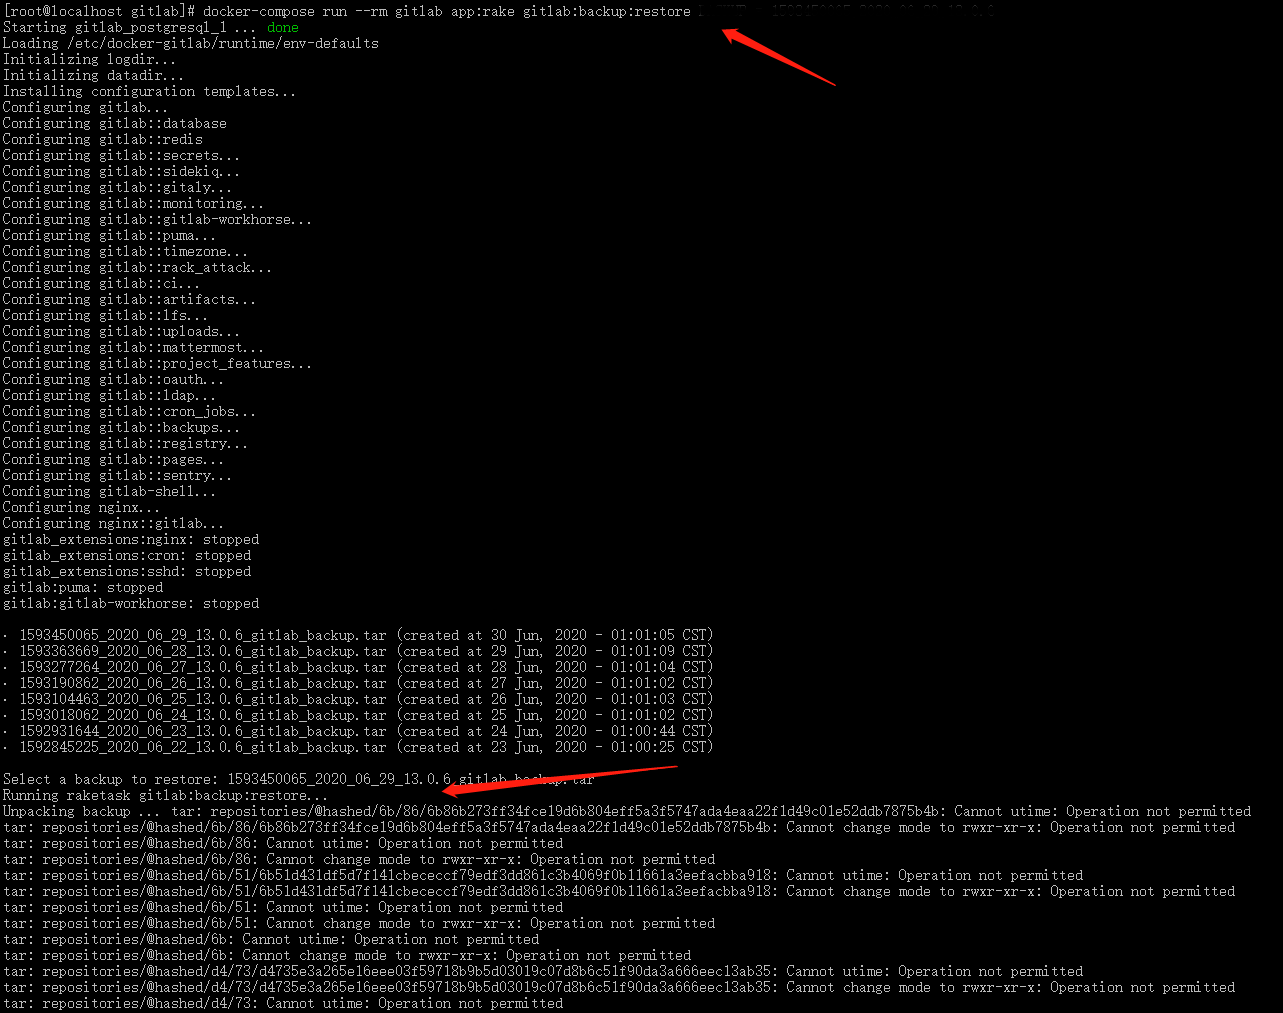 [root@localhost gitlab]# docker-compose run --rm gitlab app:rake gitlab:backup:restore
Starting gitlab_postgresql_1 ... done
Loading /etc/docker-gitlab/runtime/env-defaults
Initializing logdir...
Initializing datadir...
Installing configuration templates...
Configuring gitlab...
Configuring gitlab::database
Configuring gitlab::redis
Configuring gitlab::secrets...
Configuring gitlab::sidekiq...
Configuring gitlab::gitaly...
Configuring gitlab::monitoring...
Configuring gitlab::gitlab-workhorse...
Configuring gitlab::puma...
Configuring gitlab::timezone...
Configuring gitlab::rack_attack...
Configuring gitlab::ci...
Configuring gitlab::artifacts...
Configuring gitlab::lfs...
Configuring gitlab::uploads...
Configuring gitlab::mattermost...
Configuring gitlab::project_features...
Configuring gitlab::oauth...
Configuring gitlab::ldap...
Configuring gitlab::cron_jobs...
Configuring gitlab::backups...
Configuring gitlab::registry...
Configuring gitlab::pages...
Configuring gitlab::sentry...
Configuring gitlab-shell...
Configuring nginx...
Configuring nginx::gitlab...
gitlab_extensions:nginx: stopped
gitlab_extensions:cron: stopped
gitlab_extensions:sshd: stopped
gitlab:puma: stopped
gitlab:gitlab-workhorse: stopped
· 1593450065_2020_06_29_13.0.6_gitlab_backup.tar (created at 30 Jun, 2020 - 01:01:05 CST)
· 1593363669_2020_06_28_13.0.6_gitlab_backup.tar (created at 29 Jun, 2020 - 01:01:09 CST)
· 1593277264_2020_06_27_13.0.6_gitlab_backup.tar (created at 28 Jun, 2020 - 01:01:04 CST)
· 1593190862_2020_06_26_13.0.6_gitlab_backup.tar (created at 27 Jun, 2020 - 01:01:02 CST)
· 1593104463_2020_06_25_13.0.6_gitlab_backup.tar (created at 26 Jun, 2020 - 01:01:03 CST)
· 1593018062_2020_06_24_13.0.6_gitlab_backup.tar (created at 25 Jun, 2020 - 01:01:02 CST)
· 1592931644_2020_06_23_13.0.6_gitlab_backup.tar (created at 24 Jun, 2020 - 01:00:44 CST)
· 1592845225_2020_06_22_13.0.6_gitlab_backup.tar (created at 23 Jun, 2020 - 01:00:25 CST)
Select a backup to restore: 1593450065_2020_06_29_13.0.6_gitlab_backup.tar
Running raketask gitlab:backup:restore...
Unpacking backup ... tar: repositories/@hashed/6b/86/6b86b273ff34fce19d6b804eff5a3f5747ada4eaa22f1d49c01e52ddb7875b4b: Cannot utime: Operation not permitted
tar: repositories/@hashed/6b/86/6b86b273ff34fce19d6b804eff5a3f5747ada4eaa22f1d49c01e52ddb7875b4b: Cannot change mode to rwxr-xr-x: Operation not permitted
tar: repositories/@hashed/6b/86: Cannot utime: Operation not permitted
tar: repositories/@hashed/6b/86: Cannot change mode to rwxr-xr-x: Operation not permitted
tar: repositories/@hashed/6b/51/6b51d431df5d7f141cbececcf79edf3dd861c3b4069f0b11661a3eefacbba918: Cannot utime: Operation not permitted
tar: repositories/@hashed/6b/51/6b51d431df5d7f141cbececcf79edf3dd861c3b4069f0b11661a3eefacbba918: Cannot change mode to rwxr-xr-x: Operation not permitted
tar: repositories/@hashed/6b/51: Cannot utime: Operation not permitted
tar: repositories/@hashed/6b/51: Cannot change mode to rwxr-xr-x: Operation not permitted
tar: repositories/@hashed/6b: Cannot utime: Operation not permitted
tar: repositories/@hashed/6b: Cannot change mode to rwxr-xr-x: Operation not permitted
tar: repositories/@hashed/d4/73/d4735e3a265e16eee03f59718b9b5d03019c07d8b6c51f90da3a666eec13ab35: Cannot utime: Operation not permitted
tar: repositories/@hashed/d4/73/d4735e3a265e16eee03f59718b9b5d03019c07d8b6c51f90da3a666eec13ab35: Cannot change mode to rwxr-xr-x: Operation not permitted
tar: repositories/@hashed/d4/73: Cannot utime: Operation not permitted